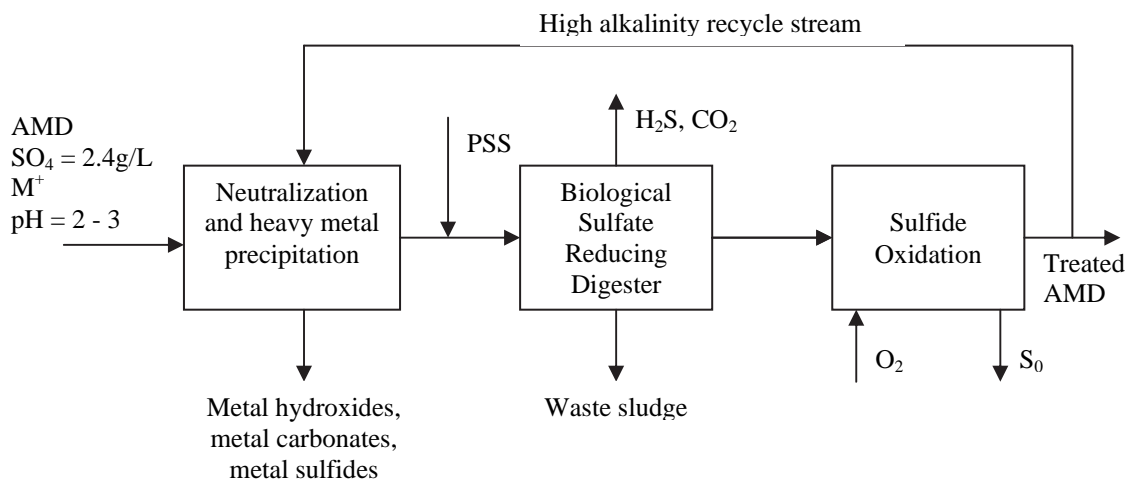 High alkalinity recycle stream
AMD
SO₄ = 2.4g/L
M⁺
pH = 2 - 3
Neutralization
and heavy metal
precipitation
PSS
H₂S, CO₂
Biological
Sulfate
Reducing
Digester
Sulfide
Oxidation
Treated
AMD
Metal hydroxides,
metal carbonates,
metal sulfides
Waste sludge
O₂
S₀